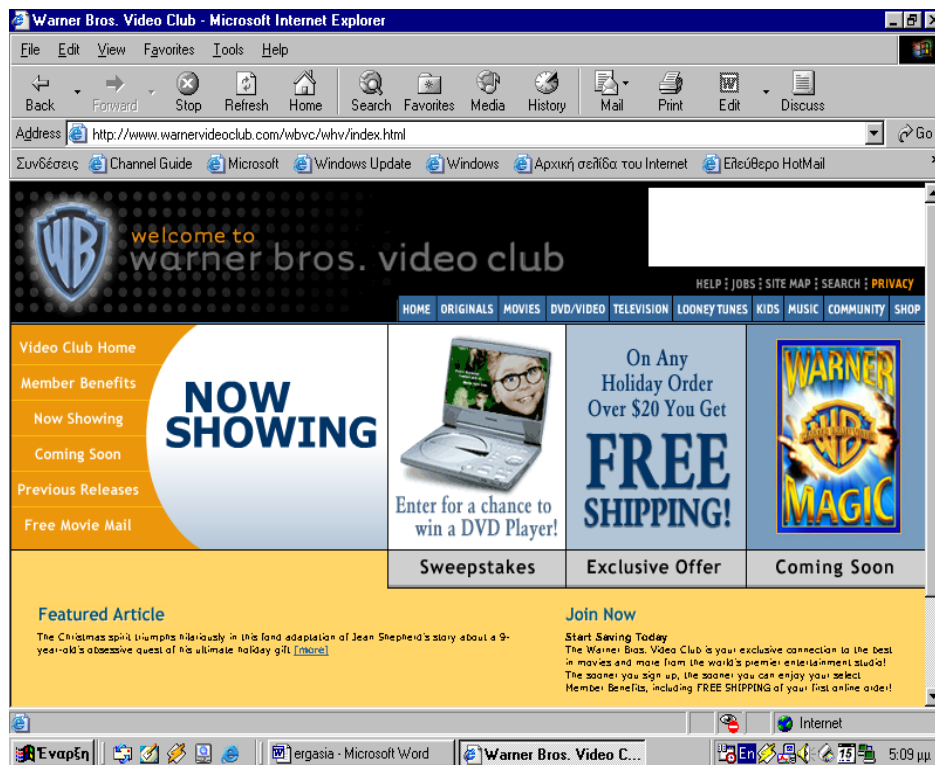 Warner Bros. Video Club - Microsoft Internet Explorer
File Edit View Favorites Tools Help
Back Forward Stop Refresh Home Search Favorites Media History Mail Print Edit Discuss
Address http://www.warnervideoclub.com/wbvc/whv/index.html Go
Συνδέσεις Channel Guide Microsoft Windows Update Windows Αρχική σελίδα του Internet Ελεύθερο HotMail
WB
welcome to
warner bros. video club
HELP JOBS SITE MAP SEARCH PRIVACY
HOME ORIGINALS MOVIES DVD/VIDEO TELEVISION LOONEY TUNES KIDS MUSIC COMMUNITY SHOP
Video Club Home
Member Benefits
Now Showing
Coming Soon
Previous Releases
Free Movie Mail
NOW
SHOWING
Enter for a chance to
win a DVD Player!
Sweepstakes
On Any
Holiday Order
Over $20 You Get
FREE
SHIPPING!
Exclusive Offer
WARNER
MAGIC
Coming Soon
Featured Article
The Christmas spirit triumphs hilariously in this fond adaptation of Jean Shepherd's story about a 9-
year-old's obsessive quest of his ultimate holiday gift [more]
Join Now
Start Saving Today
The Warner Bros. Video Club is your exclusive connection to the best
in movies and more from the world's premier entertainment studio!
The sooner you sign up, the sooner you can enjoy your select
Member Benefits, including FREE SHIPPING of your first online order!
Internet
Έναρξη ergasia - Microsoft Word Warner Bros. Video C... En 15 5:09 μμ